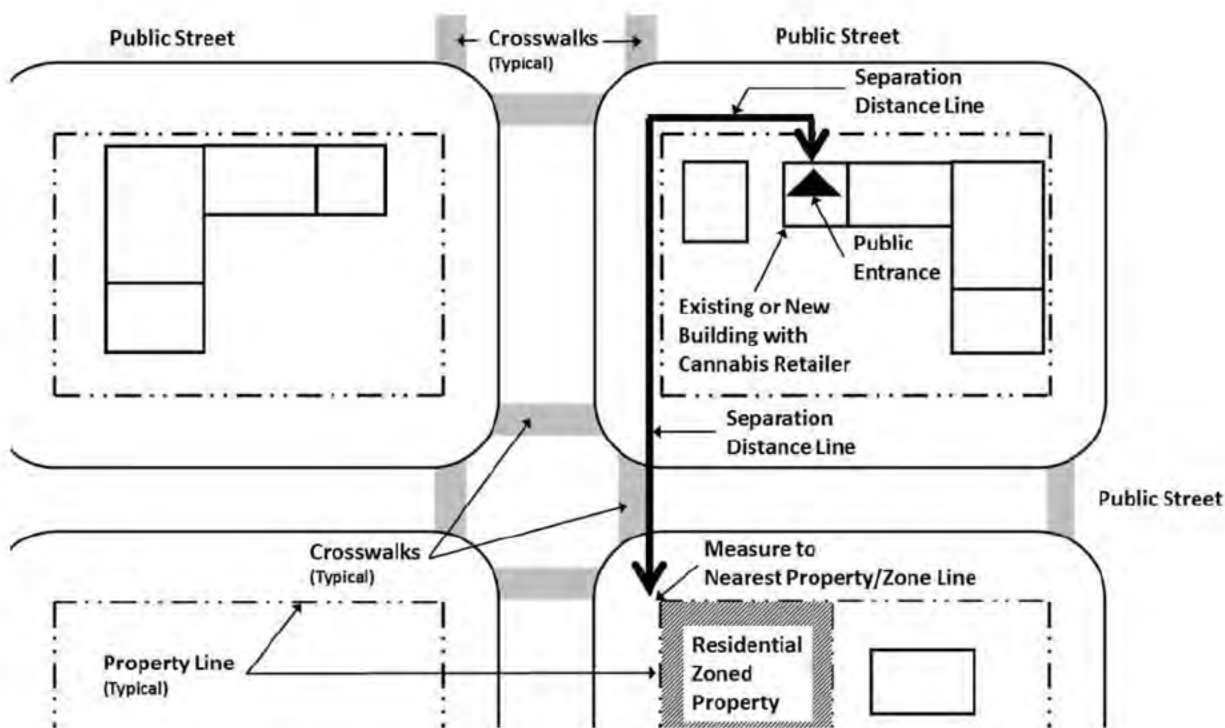 Public Street
Crosswalks
(Typical)
Public Street
Separation
Distance Line
Public
Entrance
Existing or New
Building with
Cannabis Retailer
Separation
Distance Line
Public Street
Crosswalks
(Typical)
Measure to
Nearest Property/Zone Line
Property Line
(Typical)
Residential
Zoned
Property